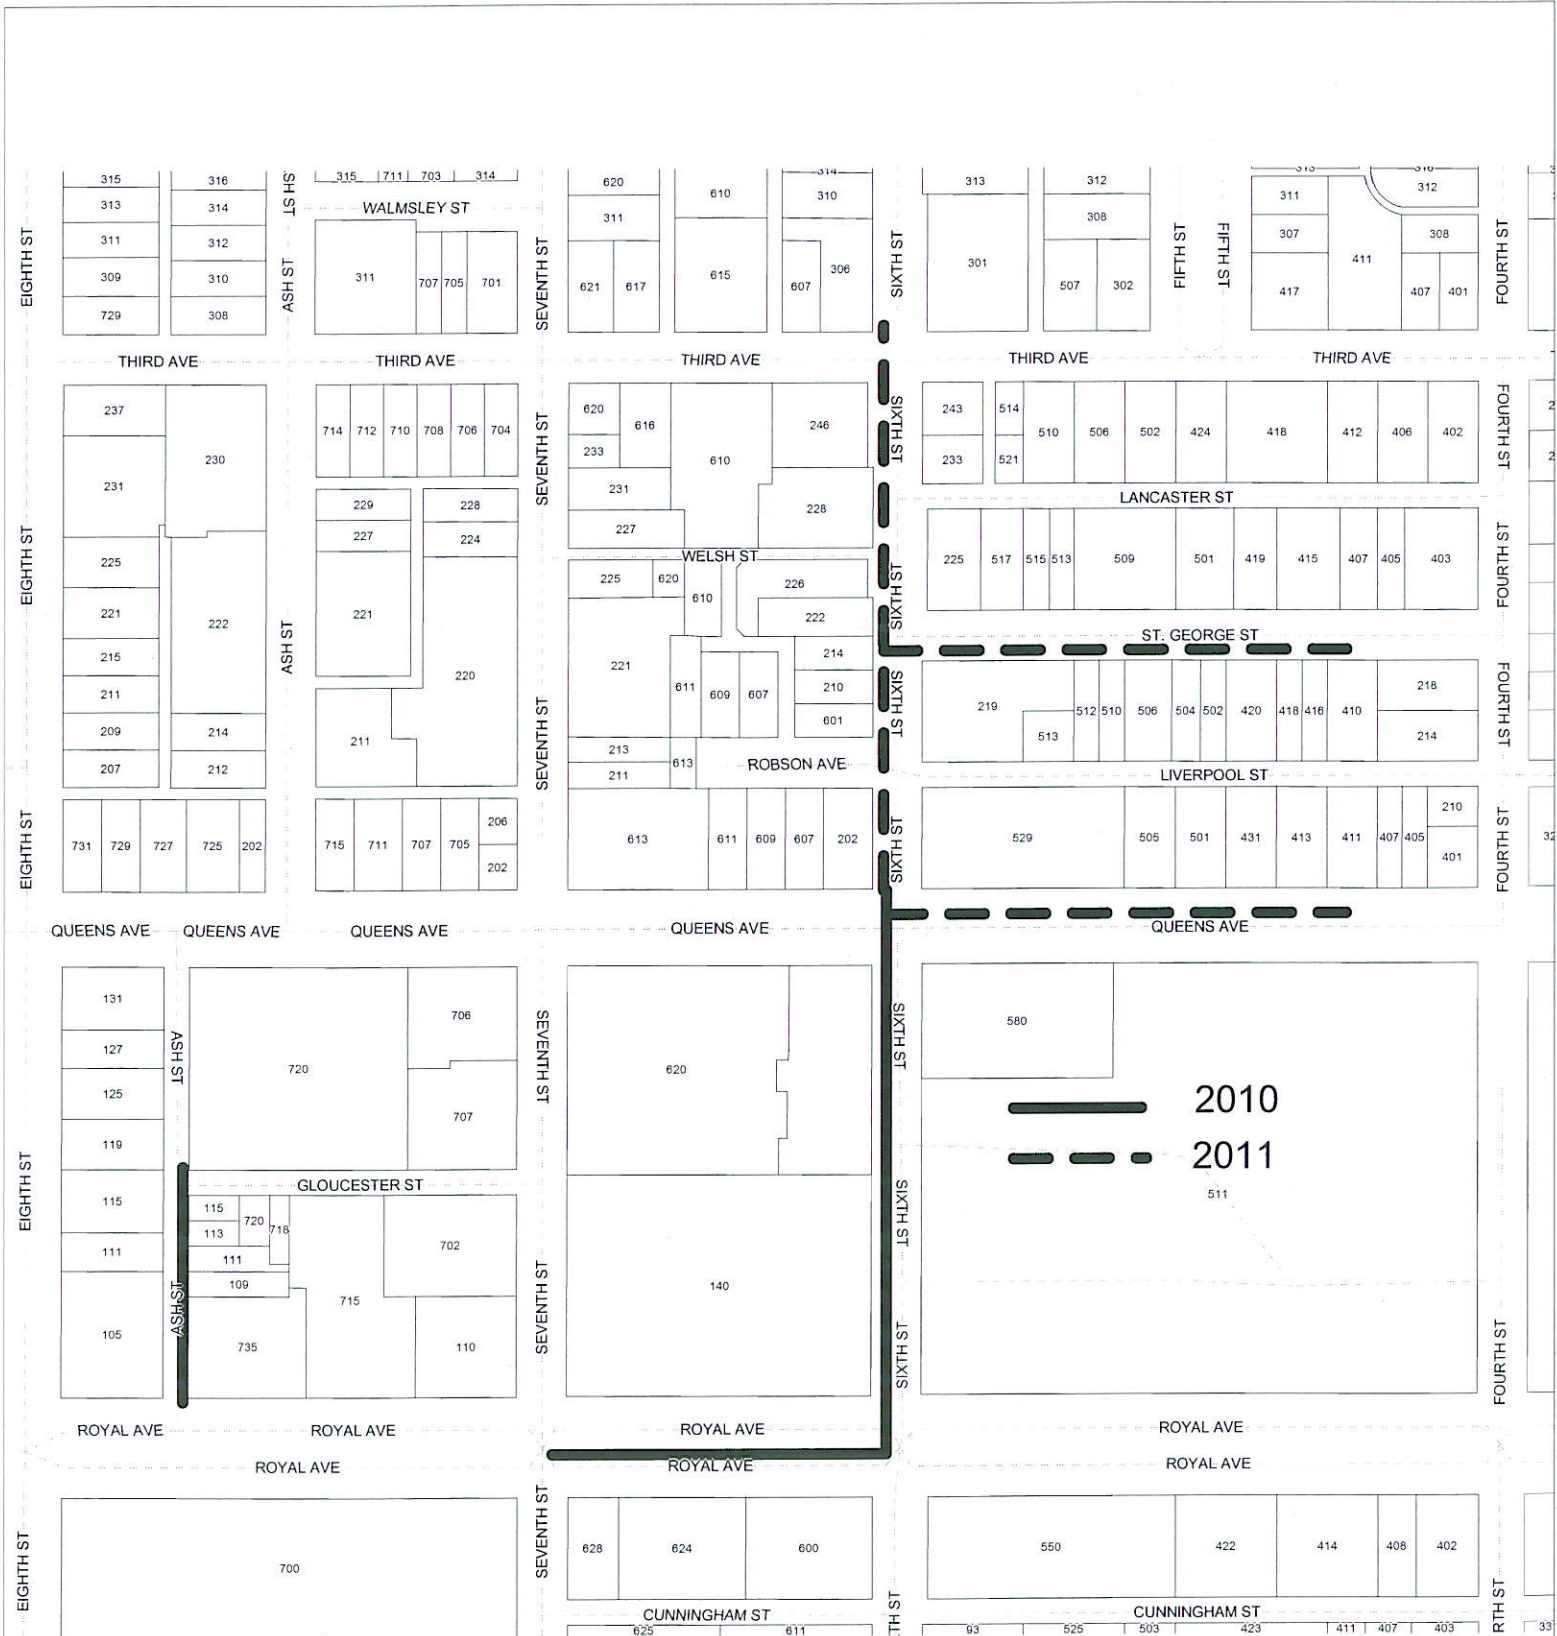 315 316 ASH ST 315 711 703 314 620 610 314 313 312 313 310
313 314 WALMSLEY ST 311 310 308 311 312
EIGHTH ST 311 312 SEVENTH ST SIXTH ST FIFTH ST FIFTH ST 307 308 FOURTH ST
309 310 ASH ST 311 707 705 701 621 617 615 607 306 301 507 302 417 411 407 401
729 308
THIRD AVE THIRD AVE THIRD AVE THIRD AVE THIRD AVE
237 620 616 246 243 514 FOURTH ST
230 714 712 710 708 706 704 SEVENTH ST 233 610 SIXTH ST 233 521 510 506 502 424 418 412 406 402
231 229 228 231 228 LANCASTER ST
227 224 227
EIGHTH ST 225 WELSH ST 225 517 515 513 509 501 419 415 407 405 403 FOURTH ST
225 620 610 226 SIXTH ST
221 222 ASH ST 221 222 ST. GEORGE ST
215 220 221 611 609 607 214 218 FOURTH ST
211 SEVENTH ST 210 SIXTH ST 219 512 510 506 504 502 420 418 416 410
209 214 211 213 601 513 214
207 212 211 613 ROBSON AVE LIVERPOOL ST
EIGHTH ST 731 729 727 725 202 715 711 707 705 206 613 611 609 607 202 SIXTH ST 529 505 501 431 413 411 407 405 210 FOURTH ST 32
202 401
QUEENS AVE QUEENS AVE QUEENS AVE QUEENS AVE QUEENS AVE
131 706 580
127 ASH ST 720 SEVENTH ST 620 SIXTH ST
125 707 2010
119 2011
EIGHTH ST 115 GLOUCESTER ST SIXTH ST 511
115 720 718
113
111 111 702
109 140
105 ASH ST 735 715 110 SEVENTH ST SIXTH ST FOURTH ST
ROYAL AVE ROYAL AVE ROYAL AVE ROYAL AVE
ROYAL AVE ROYAL AVE ROYAL AVE
EIGHTH ST 700 SEVENTH ST 628 624 600 550 422 414 408 402
CUNNINGHAM ST CUNNINGHAM ST
625 611 TH ST 93 525 503 423 411 407 403 RTH ST 33